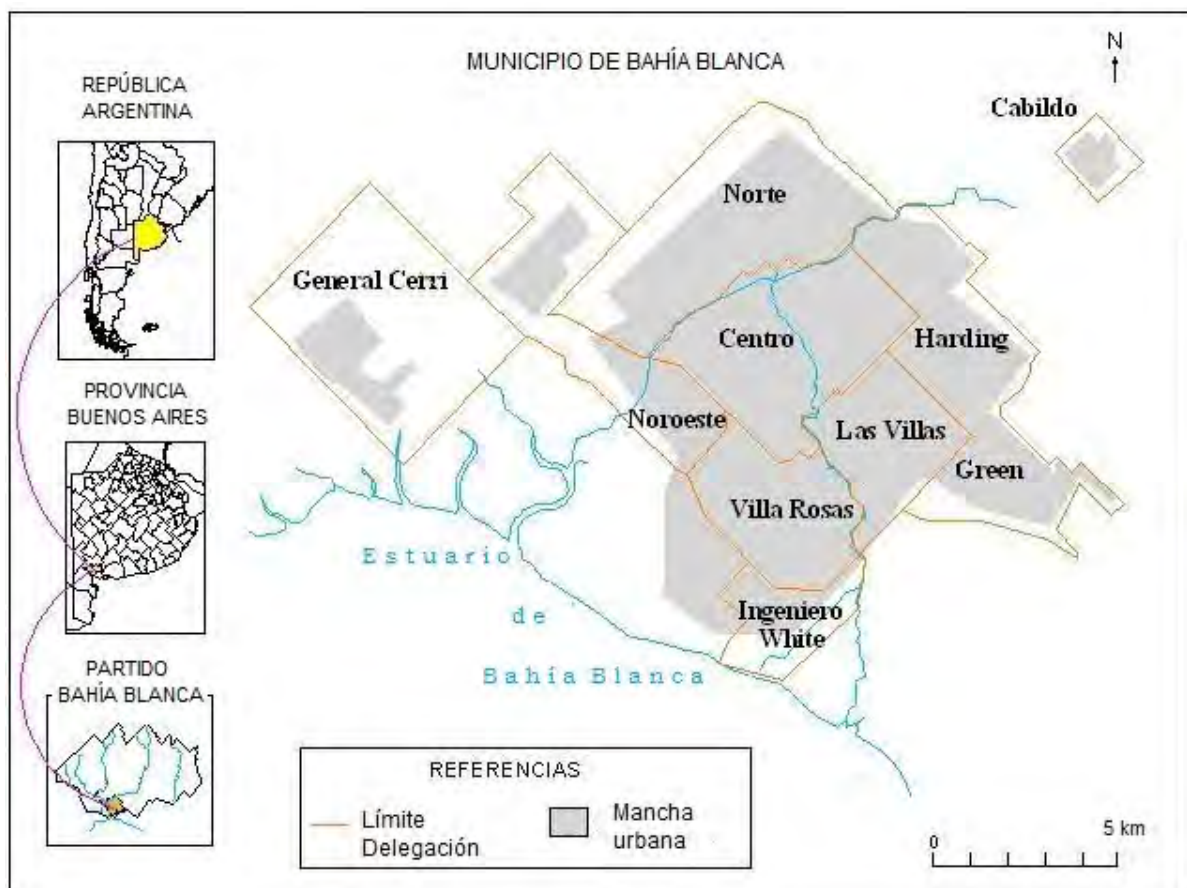 MUNICIPIO DE BAHÍA BLANCA
N
REPÚBLICA
ARGENTINA
PROVINCIA
BUENOS AIRES
PARTIDO
BAHÍA BLANCA
Cabildo
Norte
General Cerri
Centro
Harding
Noroeste
Las Villas
Green
Villa Rosas
Ingeniero
White
Estuario
de
Bahía Blanca
REFERENCIAS
Límite
Delegación
Mancha
urbana
0
5 km